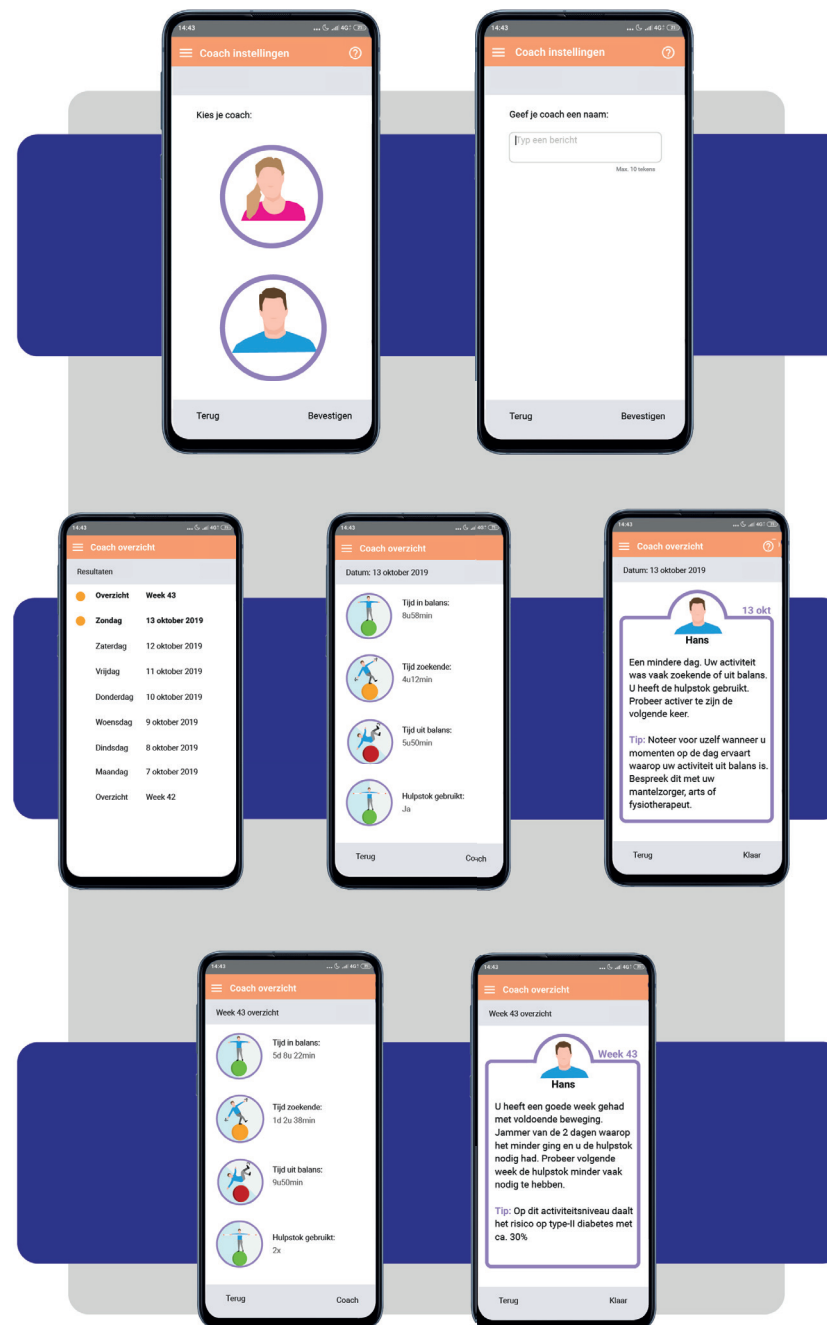 14:43
... 4G
Coach instellingen
Kies je coach:
Terug Bevestigen
14:43
... 4G
Coach instellingen
Geef je coach een naam:
Typ een bericht
Max. 10 tekens
Terug Bevestigen
14:43
... 4G
Coach overzicht
Resultaten
Overzicht Week 43
Zondag 13 oktober 2019
Zaterdag 12 oktober 2019
Vrijdag 11 oktober 2019
Donderdag 10 oktober 2019
Woensdag 9 oktober 2019
Dindsdag 8 oktober 2019
Maandag 7 oktober 2019
Overzicht Week 42
14:43
... 4G
Coach overzicht
Datum: 13 oktober 2019
Tijd in balans:
8u58min
Tijd zoekende:
4u12min
Tijd uit balans:
5u50min
Hulpstok gebruikt:
Ja
Terug Coach
14:43
... 4G
Coach overzicht
Datum: 13 oktober 2019
13 okt
Hans
Een mindere dag. Uw activiteit
was vaak zoekende of uit balans.
U heeft de hulpstok gebruikt.
Probeer activer te zijn de
volgende keer.
Tip: Noteer voor uzelf wanneer u
momenten op de dag ervaart
waarop uw activiteit uit balans is.
Bespreek dit met uw
mantelzorger, arts of
fysiotherapeut.
Terug Klaar
14:43
... 4G
Coach overzicht
Week 43 overzicht
Tijd in balans:
5d 8u 22min
Tijd zoekende:
1d 2u 38min
Tijd uit balans:
9u50min
Hulpstok gebruikt:
2x
Terug Coach
14:43
... 4G
Coach overzicht
Week 43 overzicht
Week 43
Hans
U heeft een goede week gehad
met voldoende beweging.
Jammer van de 2 dagen waarop
het minder ging en u de hulpstok
nodig had. Probeer volgende
week de hulpstok minder vaak
nodig te hebben.
Tip: Op dit activiteitsniveau daalt
het risico op type-II diabetes met
ca. 30%
Terug Klaar